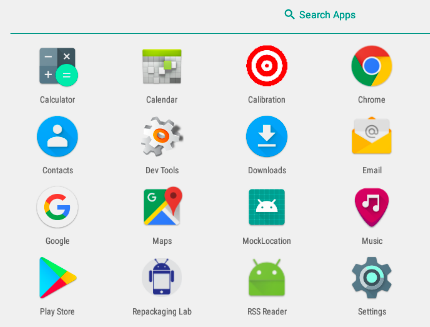 Search Apps
Calculator
Calendar
Calibration
Chrome
Contacts
Dev Tools
Downloads
Email
Google
Maps
MockLocation
Music
Play Store
Repackaging Lab
RSS Reader
Settings